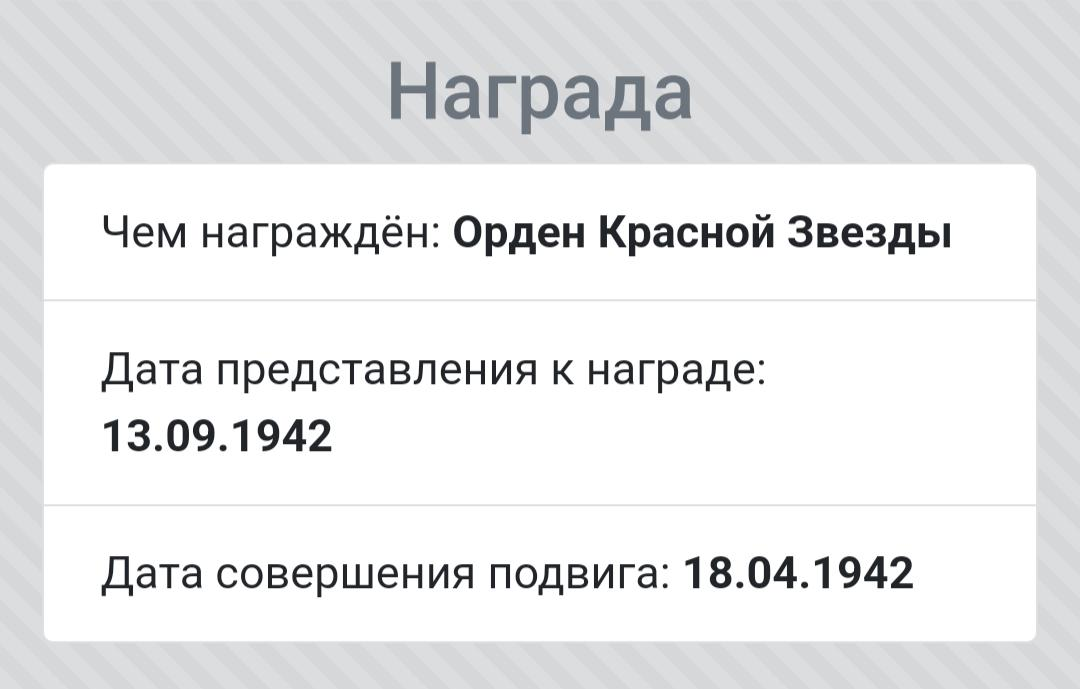 Награда
Чем награждён: Орден Красной Звезды
Дата представления к награде:
13.09.1942
Дата совершения подвига: 18.04.1942